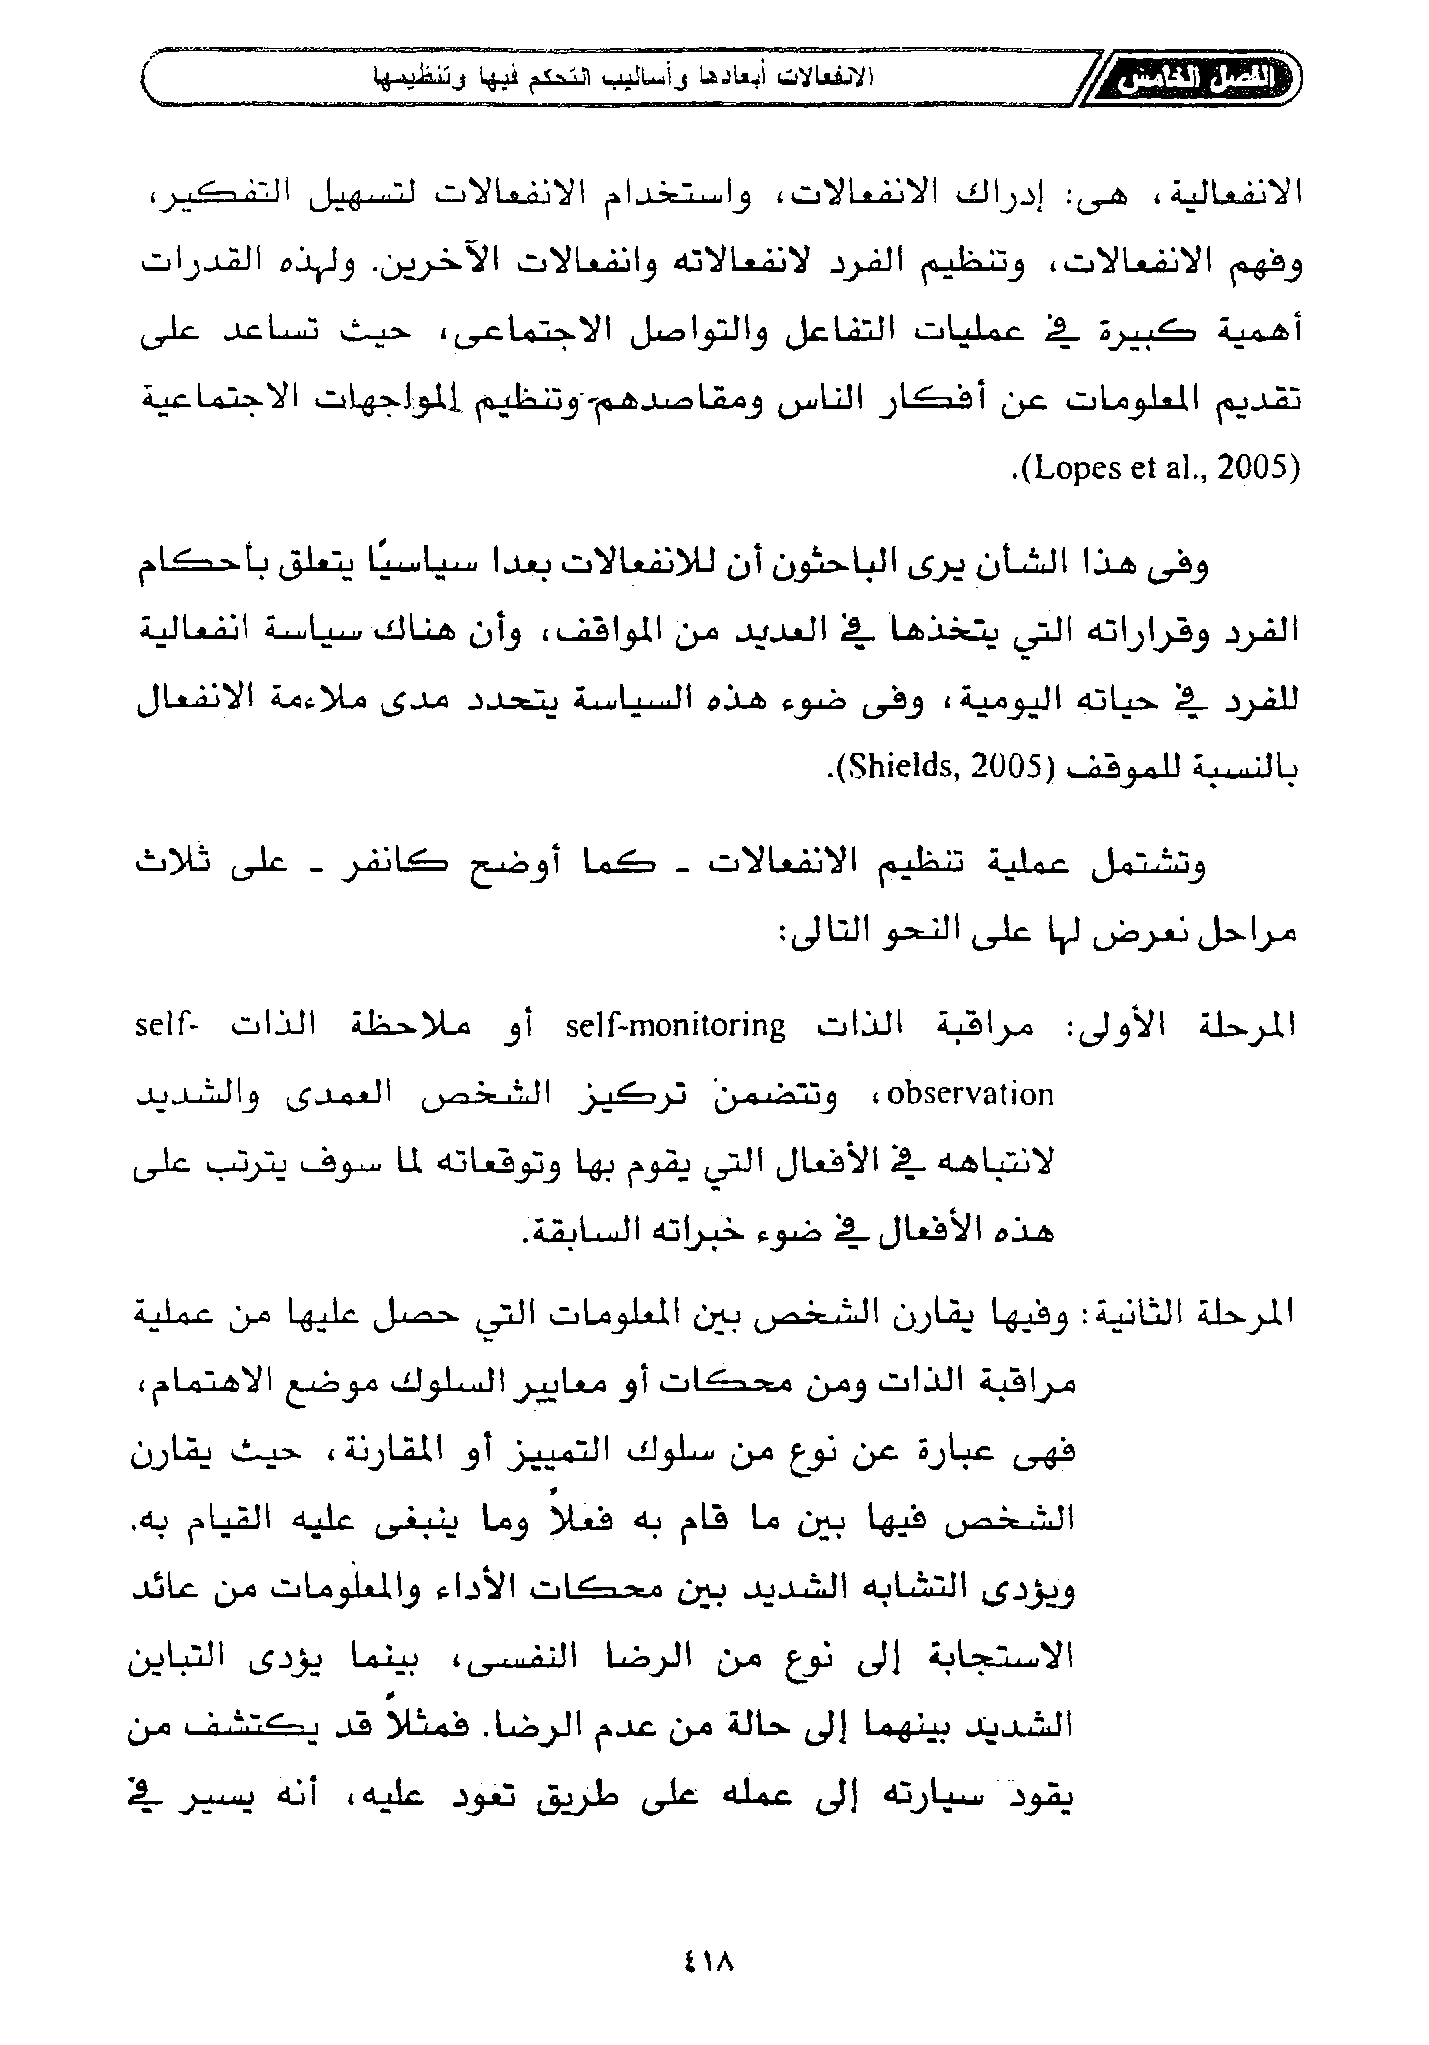 الفصل الخامس
الانفعالات أبعادها وأساليب التحكم فيها وتنظيمها
الانفعالية، هى: إدراك الانفعالات، واستخدام الانفعالات لتسهيل التفكير،
وفهم الانفعالات، وتنظيم الفرد لانفعالاته وانفعالات الآخرين. ولهذه القدرات
أهمية كبيرة في عمليات التفاعل والتواصل الاجتماعى، حيث تساعد على
تقديم المعلومات عن أفكار الناس ومقاصدهم وتنظيم المواجهات الاجتماعية
(Lopes et al., 2005).
وفى هذا الشأن يرى الباحثون أن للانفعالات بعدا سياسيًا يتعلق بأحكام
الفرد وقراراته التي يتخذها في العديد من المواقف، وأن هناك سياسة انفعالية
للفرد في حياته اليومية، وفى ضوء هذه السياسة يتحدد مدى ملاءمة الانفعال
بالنسبة للموقف (Shields, 2005).
وتشتمل عملية تنظيم الانفعالات - كما أوضح كانفر - على ثلاث
مراحل نعرض لها على النحو التالى:
المرحلة الأولى: مراقبة الذات self-monitoring أو ملاحظة الذات self-
observation، وتتضمن تركيز الشخص العمدى والشديد
لانتباهه في الأفعال التي يقوم بها وتوقعاته لما سوف يترتب على
هذه الأفعال في ضوء خبراته السابقة.
المرحلة الثانية: وفيها يقارن الشخص بين المعلومات التي حصل عليها من عملية
مراقبة الذات ومن محكات أو معايير السلوك موضع الاهتمام،
فهى عبارة عن نوع من سلوك التمييز أو المقارنة، حيث يقارن
الشخص فيها بين ما قام به فعلاً وما ينبغى عليه القيام به.
ويؤدى التشابه الشديد بين محكات الأداء والمعلومات من عائد
الاستجابة إلى نوع من الرضا النفسى، بينما يؤدى التباين
الشديد بينهما إلى حالة من عدم الرضا. فمثلاً قد يكتشف من
يقود سيارته إلى عمله على طريق تعود عليه، أنه يسير في
٤١٨